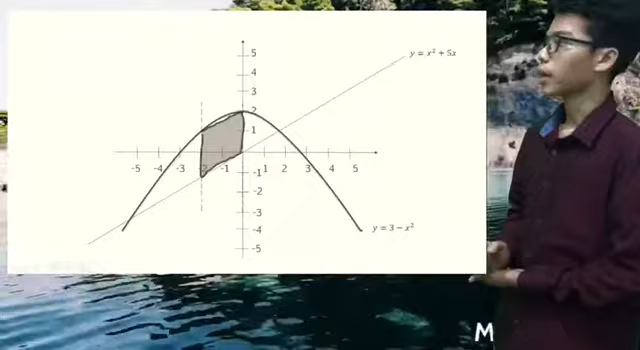 y = x² + 5x
5
4
3
2
1
-5 -4 -3 -2 -1 1 2 3 4 5
-1
-2
-3
-4
-5
y = 3 − x²
M